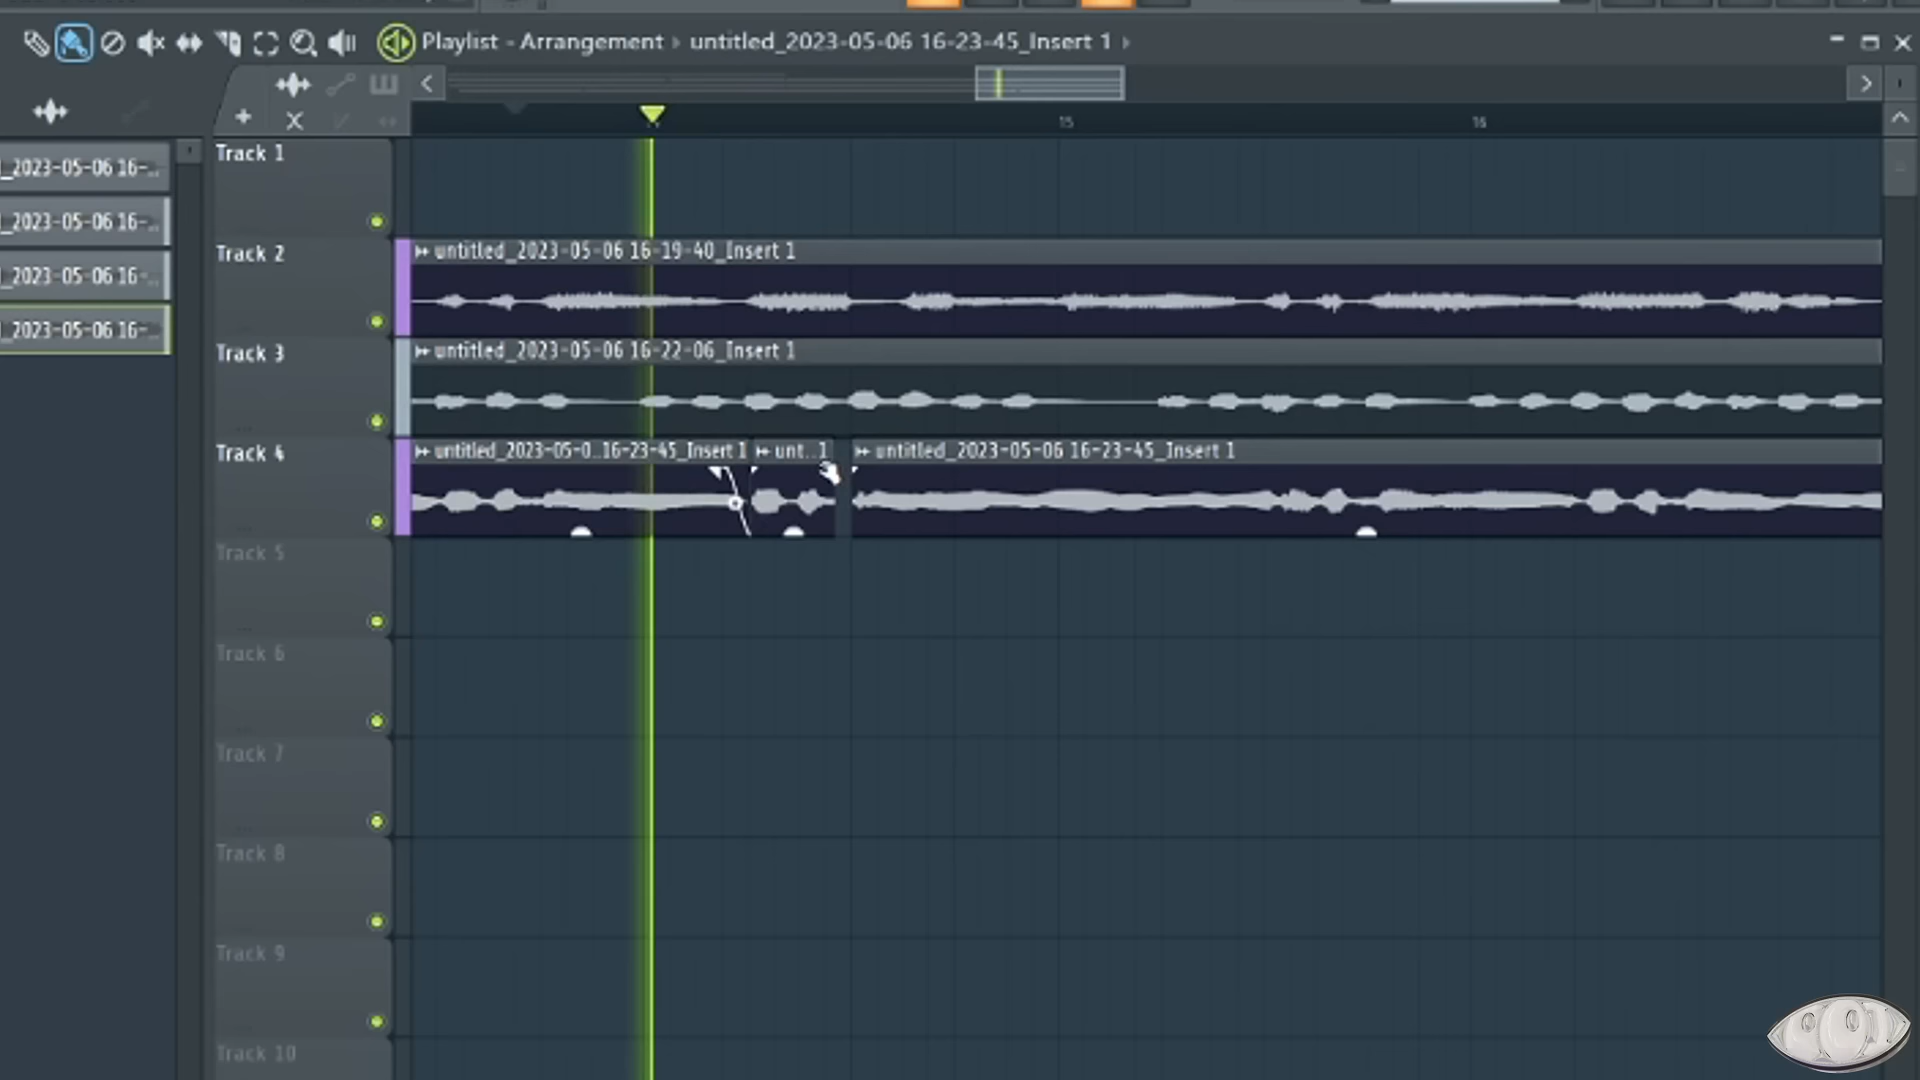 Playlist - Arrangement › untitled_2023-05-06 16-23-45_Insert 1 ›
15
16
_2023-05-06 16-...
_2023-05-06 16-...
_2023-05-06 16-...
_2023-05-06 16-...
Track 1
Track 2
untitled_2023-05-06 16-19-40_Insert 1
Track 3
untitled_2023-05-06 16-22-06_Insert 1
Track 4
untitled_2023-05-0..16-23-45_Insert 1
unt..1
untitled_2023-05-06 16-23-45_Insert 1
Track 5
Track 6
Track 7
Track 8
Track 9
Track 10